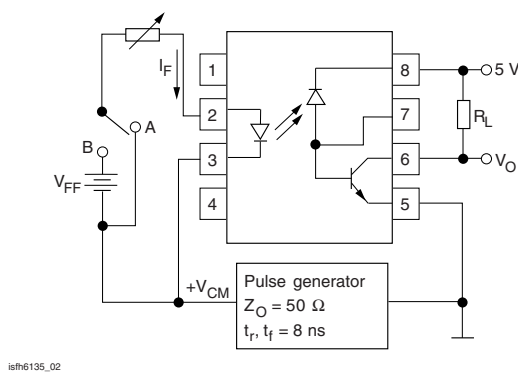 I_F
1
2
3
4
8
7
6
5
5 V
R_L
V_O
A
B
V_FF
+V_CM
Pulse generator
Z_O = 50 Ω
t_r, t_f = 8 ns
isfh6135_02